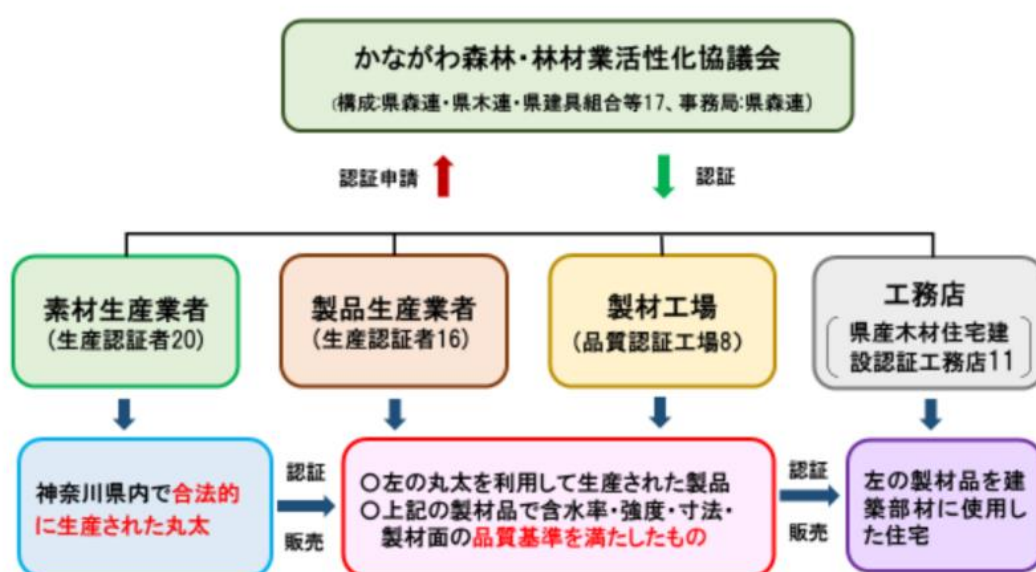 かながわ森林・林材業活性化協議会
(構成:県森連・県木連・県建具組合等17、事務局:県森連)
認証申請
認証
素材生産業者
(生産認証者20)
製品生産業者
(生産認証者16)
製材工場
(品質認証工場8)
工務店
県産木材住宅建
設認証工務店11
神奈川県内で合法的
に生産された丸太
認証
販売
○左の丸太を利用して生産された製品
○上記の製材品で含水率・強度・寸法・
製材面の品質基準を満たしたもの
認証
販売
左の製材品を建
築部材に使用し
た住宅